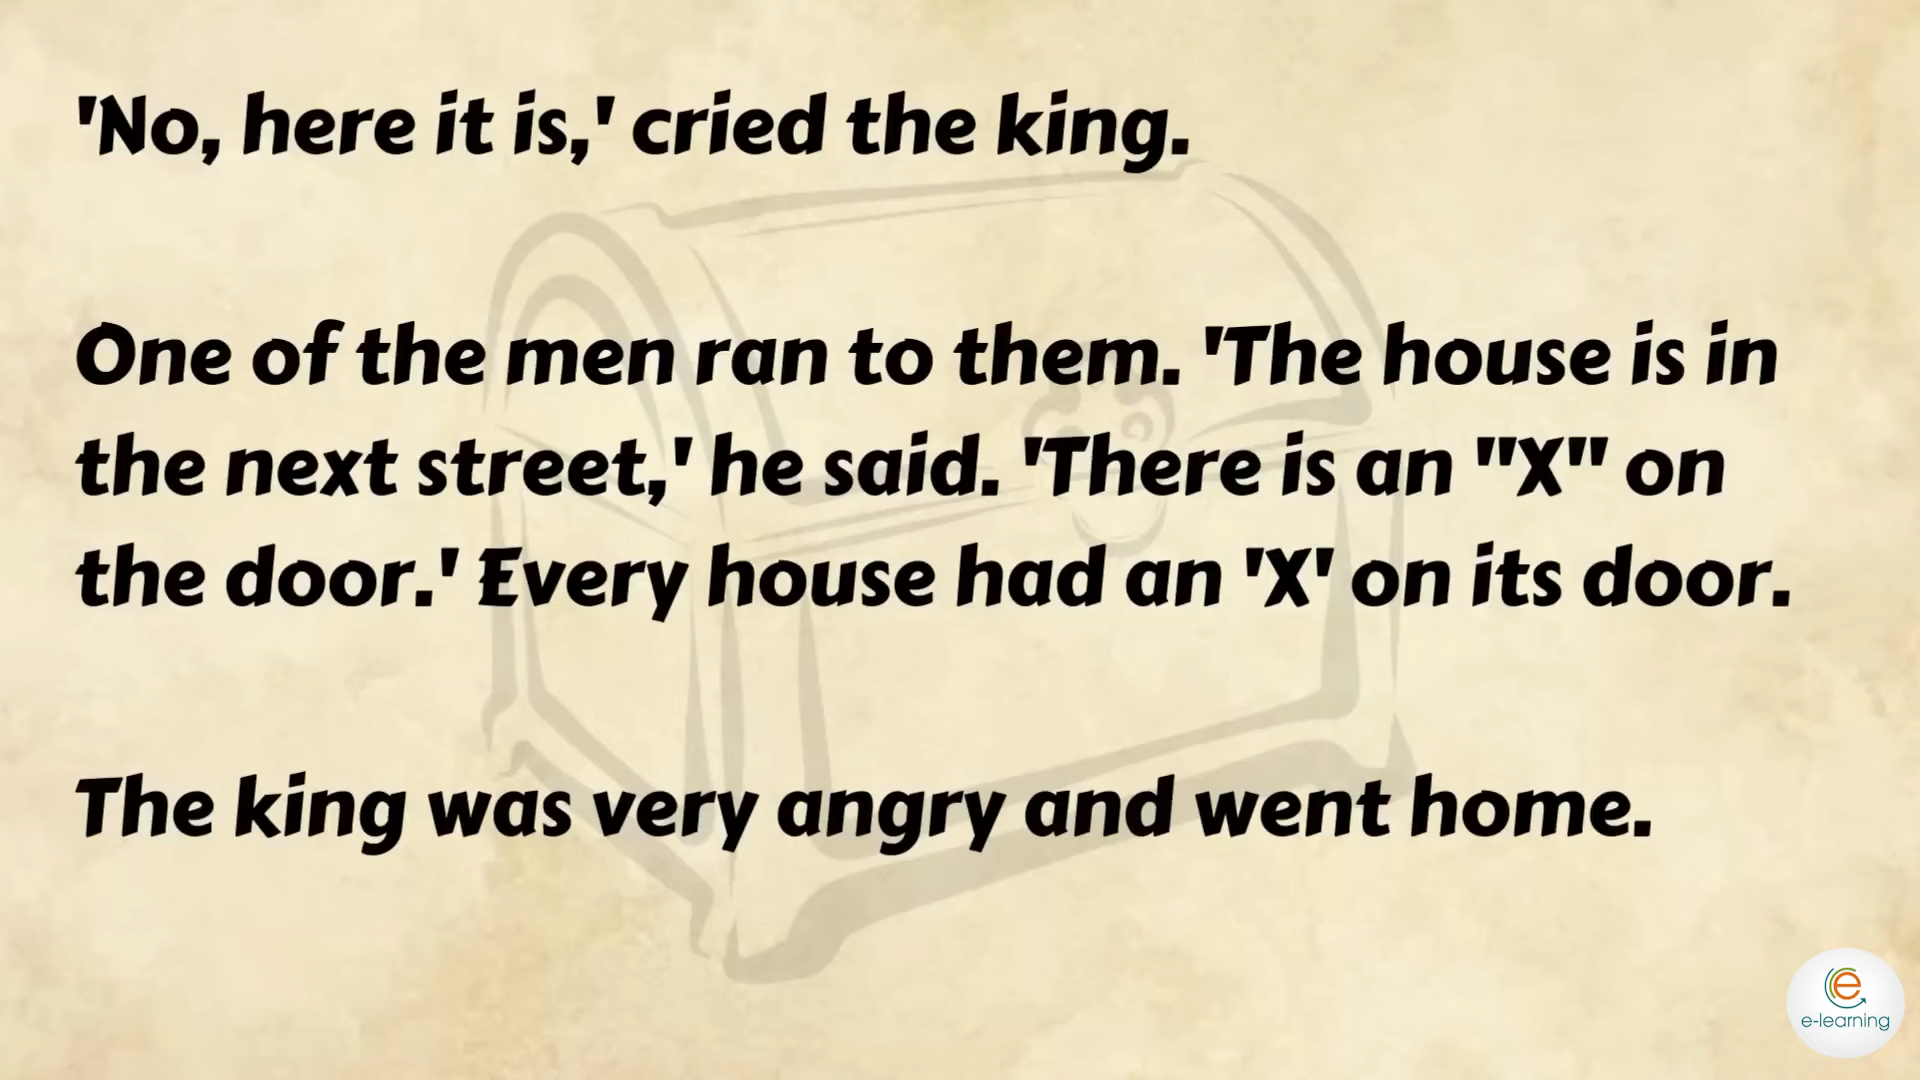 'No, here it is,' cried the king.
One of the men ran to them. 'The house is in
the next street,' he said. 'There is an "X" on
the door.' Every house had an 'X' on its door.
The king was very angry and went home.
e
e-learning